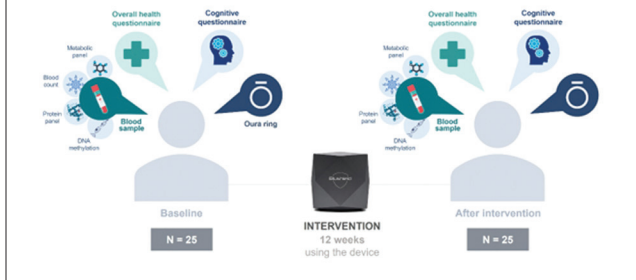 Overall health
questionnaire
Cognitive
questionnaire
Metabolic
panel
Blood
count
Protein
panel
DNA
methylation
Blood
sample
Oura ring
Baseline
N = 25
INTERVENTION
12 weeks
using the device
Overall health
questionnaire
Cognitive
questionnaire
Metabolic
panel
Blood
count
Protein
panel
DNA
methylation
Blood
sample
Oura ring
After intervention
N = 25